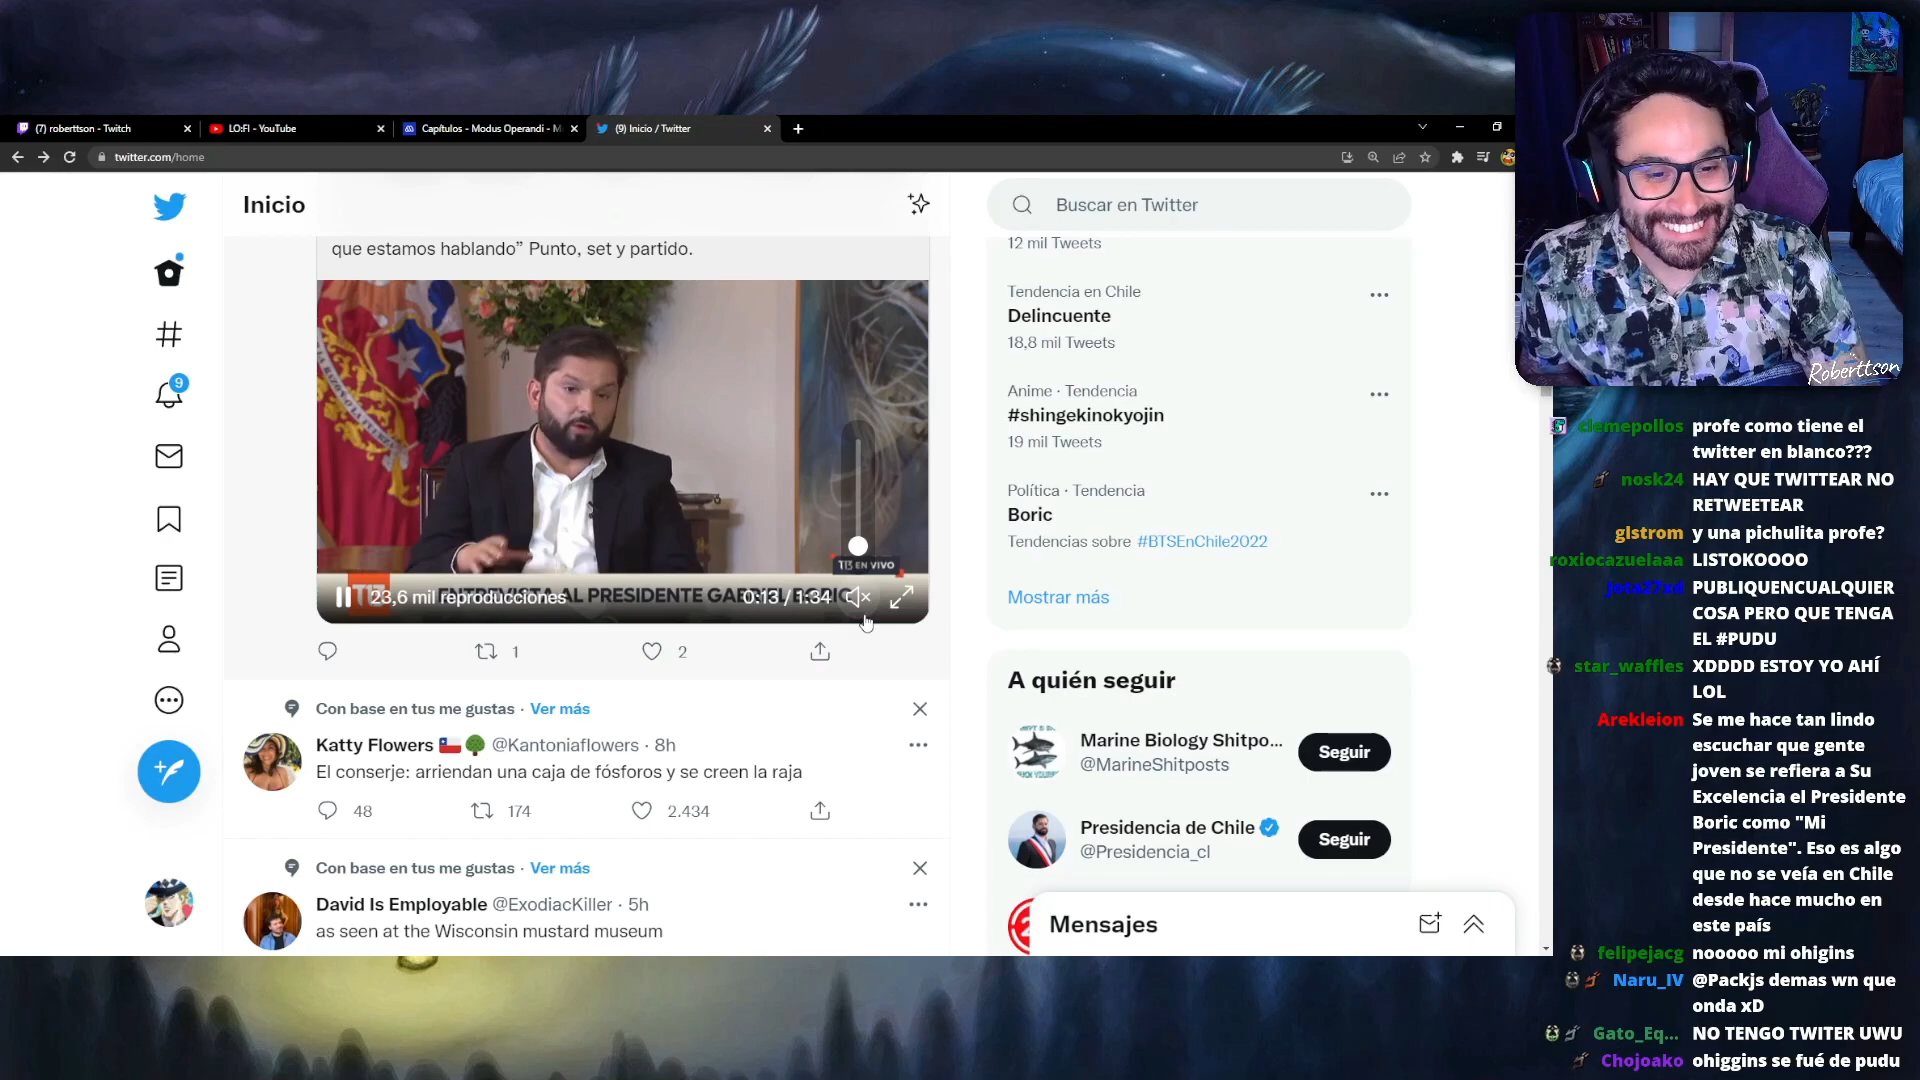 (7) roberttson - Twitch
LO:FI - YouTube
Capítulos - Modus Operandi - M
(9) Inicio / Twitter
twitter.com/home
Inicio
Buscar en Twitter
que estamos hablando” Punto, set y partido.
T13 EN VIVO
23,6 mil reproducciones
0:13 / 1:34
1
2
Con base en tus me gustas · Ver más
Katty Flowers @Kantoniaflowers · 8h
El conserje: arriendan una caja de fósforos y se creen la raja
48
174
2.434
Con base en tus me gustas · Ver más
David Is Employable @ExodiacKiller · 5h
as seen at the Wisconsin mustard museum
9
12 mil Tweets
Tendencia en Chile
Delincuente
18,8 mil Tweets
Anime · Tendencia
#shingekinokyojin
19 mil Tweets
Política · Tendencia
Boric
Tendencias sobre #BTSEnChile2022
Mostrar más
A quién seguir
Marine Biology Shitpo...
@MarineShitposts
Seguir
Presidencia de Chile
@Presidencia_cl
Seguir
Mensajes
Roberttson
clemepollos profe como tiene el
twitter en blanco???
nosk24 HAY QUE TWITTEAR NO
RETWEETEAR
glstrom y una pichulita profe?
roxiocazuelaaa LISTOKOOOO
Jota27xd PUBLIQUENCUALQUIER
COSA PERO QUE TENGA
EL #PUDU
star_waffles XDDDD ESTOY YO AHÍ
LOL
Arekleion Se me hace tan lindo
escuchar que gente
joven se refiera a Su
Excelencia el Presidente
Boric como "Mi
Presidente". Eso es algo
que no se veía en Chile
desde hace mucho en
este país
felipejacg nooooo mi ohigins
Naru_IV @Packjs demas wn que
onda xD
Gato_Eq... NO TENGO TWITER UWU
Chojoako ohiggins se fué de pudu